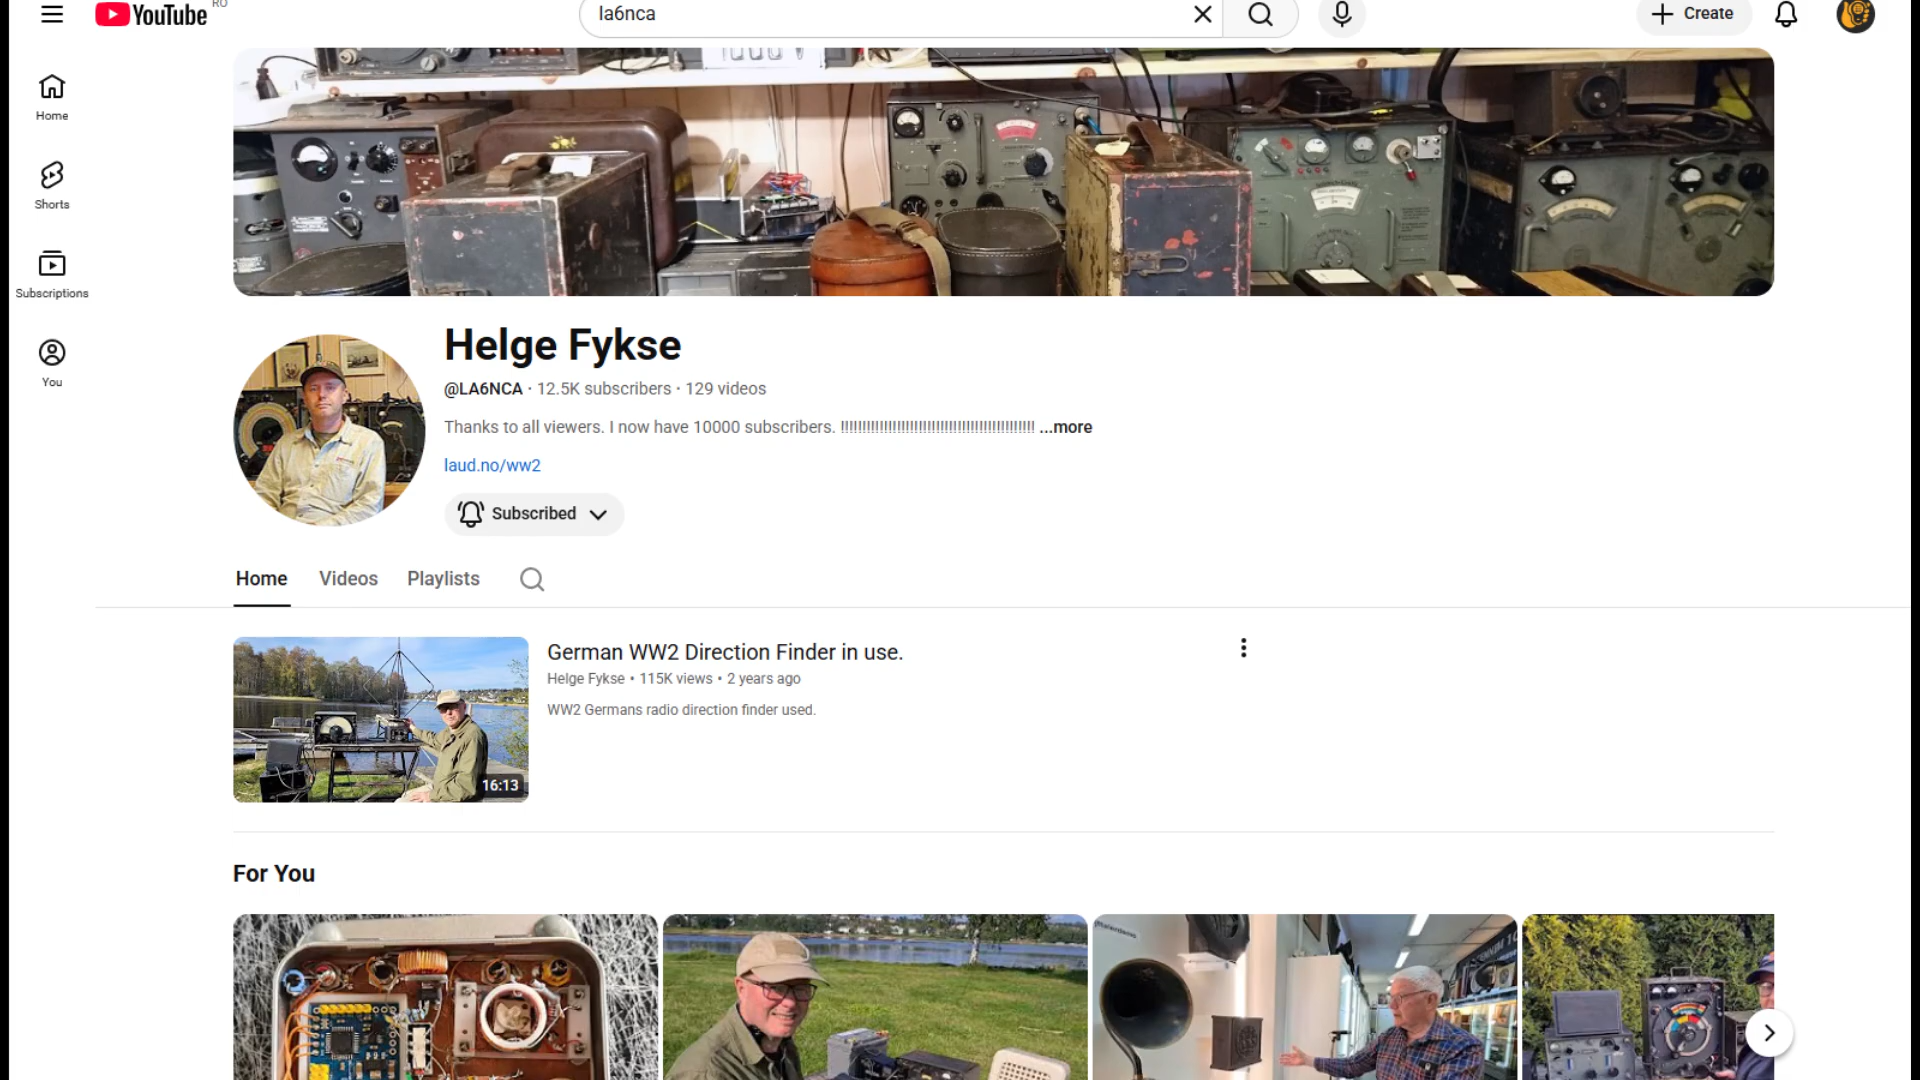 YouTube RO
la6nca
Create
Home
Shorts
Subscriptions
You
Helge Fykse
@LA6NCA · 12.5K subscribers · 129 videos
Thanks to all viewers. I now have 10000 subscribers. !!!!!!!!!!!!!!!!!!!!!!!!!!!!!!!!!!!!!!!!!!! ...more
laud.no/ww2
Subscribed
Home Videos Playlists
German WW2 Direction Finder in use.
Helge Fykse • 115K views • 2 years ago
WW2 Germans radio direction finder used.
16:13
For You